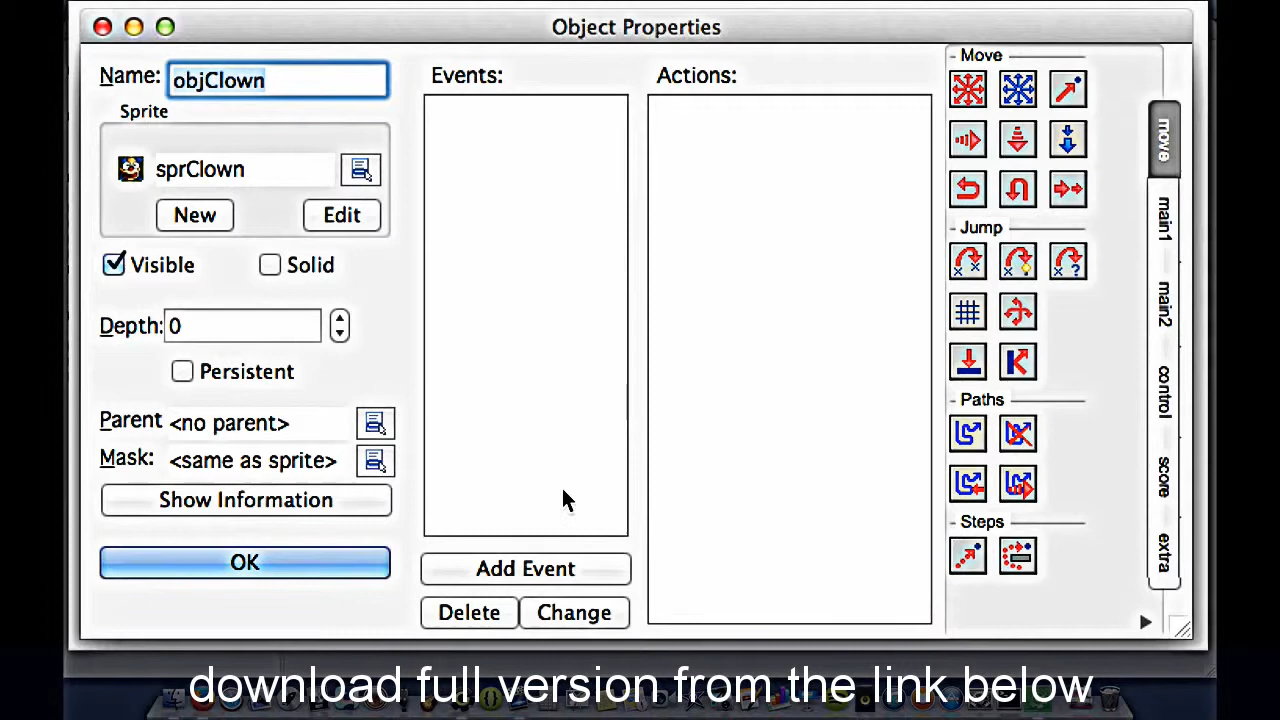 Object Properties
Name: objClown
Sprite
sprClown
New Edit
Visible Solid
Depth: 0
Persistent
Parent <no parent>
Mask: <same as sprite>
Show Information
OK
Events:
Add Event
Delete Change
Actions:
Move
Jump
Paths
Steps
move
main1
main2
control
score
extra
download full version from the link below